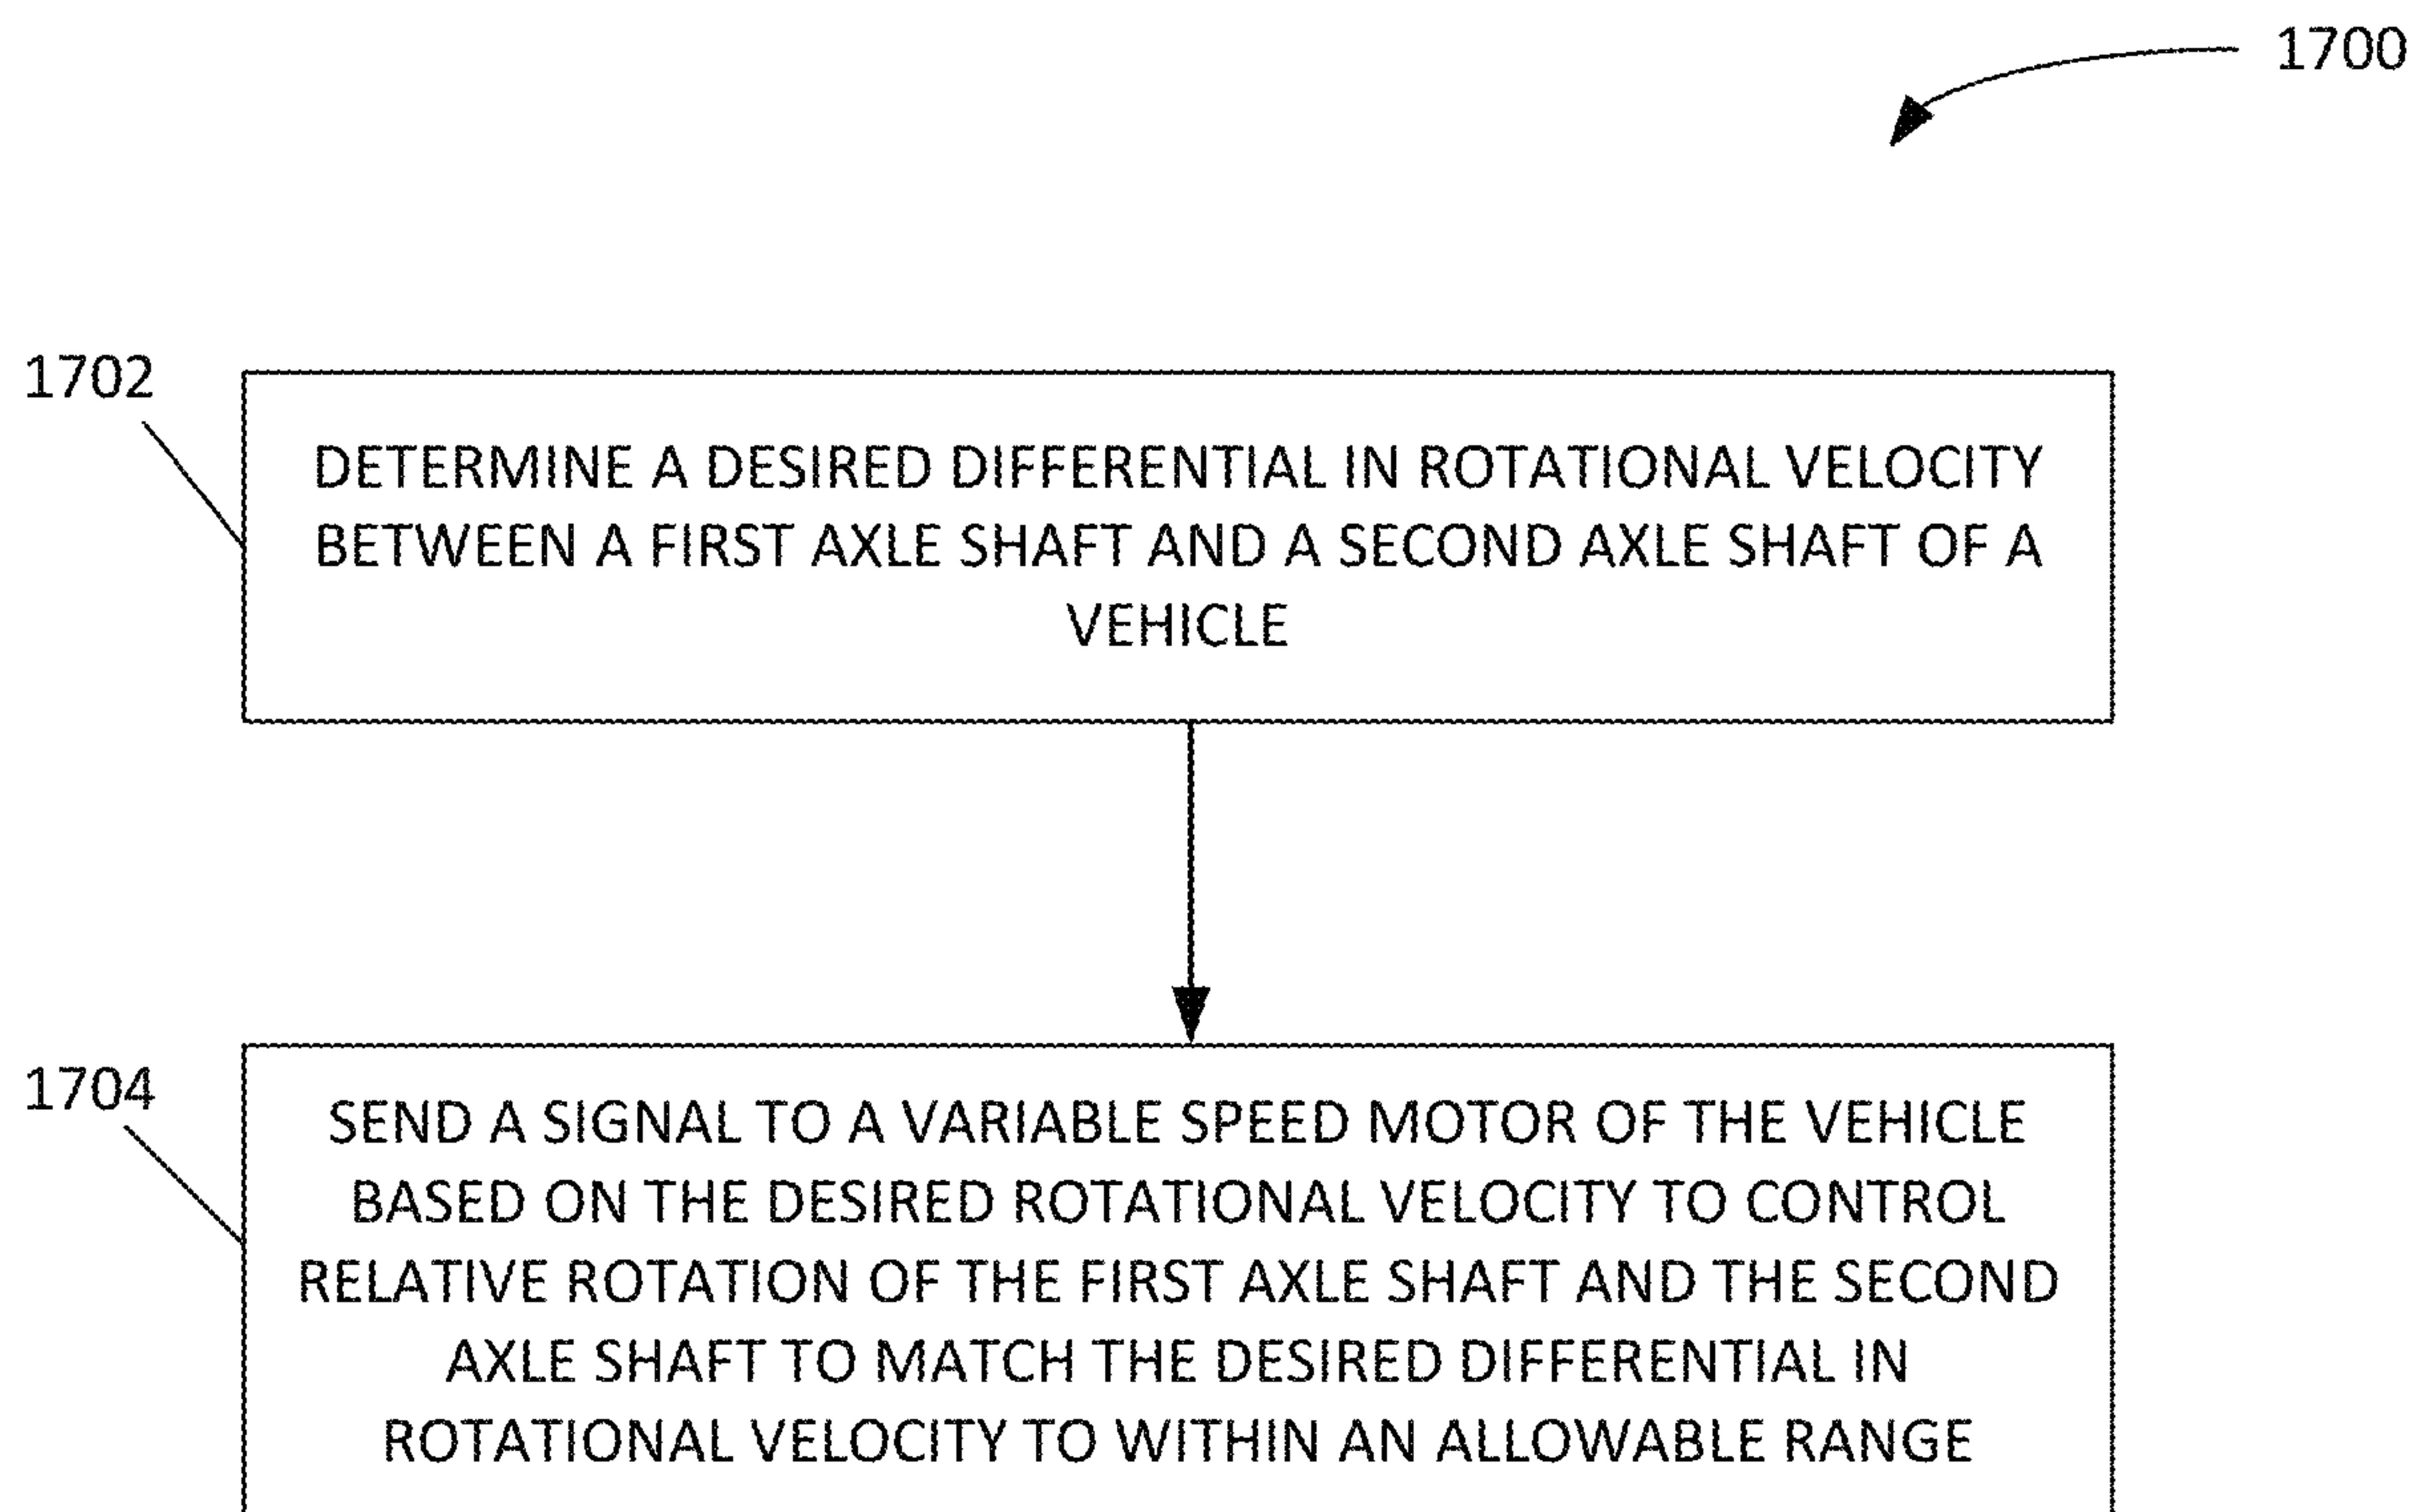 1700
1702
DETERMINE A DESIRED DIFFERENTIAL IN ROTATIONAL VELOCITY
BETWEEN A FIRST AXLE SHAFT AND A SECOND AXLE SHAFT OF A
VEHICLE
1704
SEND A SIGNAL TO A VARIABLE SPEED MOTOR OF THE VEHICLE
BASED ON THE DESIRED ROTATIONAL VELOCITY TO CONTROL
RELATIVE ROTATION OF THE FIRST AXLE SHAFT AND THE SECOND
AXLE SHAFT TO MATCH THE DESIRED DIFFERENTIAL IN
ROTATIONAL VELOCITY TO WITHIN AN ALLOWABLE RANGE